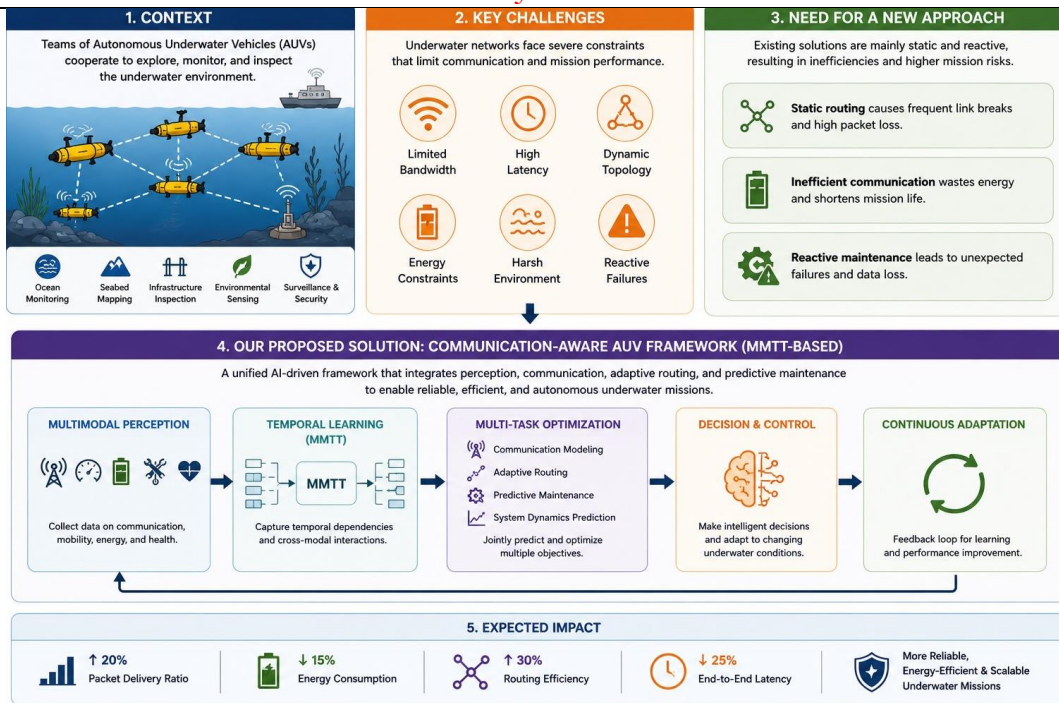 1. CONTEXT
Teams of Autonomous Underwater Vehicles (AUVs)
cooperate to explore, monitor, and inspect
the underwater environment.
Ocean
Monitoring
Seabed
Mapping
Infrastructure
Inspection
Environmental
Sensing
Surveillance &
Security
2. KEY CHALLENGES
Underwater networks face severe constraints
that limit communication and mission performance.
Limited
Bandwidth
High
Latency
Dynamic
Topology
Energy
Constraints
Harsh
Environment
Reactive
Failures
3. NEED FOR A NEW APPROACH
Existing solutions are mainly static and reactive,
resulting in inefficiencies and higher mission risks.
Static routing causes frequent link breaks
and high packet loss.
Inefficient communication wastes energy
and shortens mission life.
Reactive maintenance leads to unexpected
failures and data loss.
4. OUR PROPOSED SOLUTION: COMMUNICATION-AWARE AUV FRAMEWORK (MMTT-BASED)
A unified AI-driven framework that integrates perception, communication, adaptive routing, and predictive maintenance
to enable reliable, efficient, and autonomous underwater missions.
MULTIMODAL PERCEPTION
Collect data on communication,
mobility, energy, and health.
TEMPORAL LEARNING
(MMTT)
MMTT
Capture temporal dependencies
and cross-modal interactions.
MULTI-TASK OPTIMIZATION
Communication Modeling
Adaptive Routing
Predictive Maintenance
System Dynamics Prediction
Jointly predict and optimize
multiple objectives.
DECISION & CONTROL
Make intelligent decisions
and adapt to changing
underwater conditions.
CONTINUOUS ADAPTATION
Feedback loop for learning
and performance improvement.
5. EXPECTED IMPACT
↑ 20%
Packet Delivery Ratio
↓ 15%
Energy Consumption
↑ 30%
Routing Efficiency
↓ 25%
End-to-End Latency
More Reliable,
Energy-Efficient & Scalable
Underwater Missions